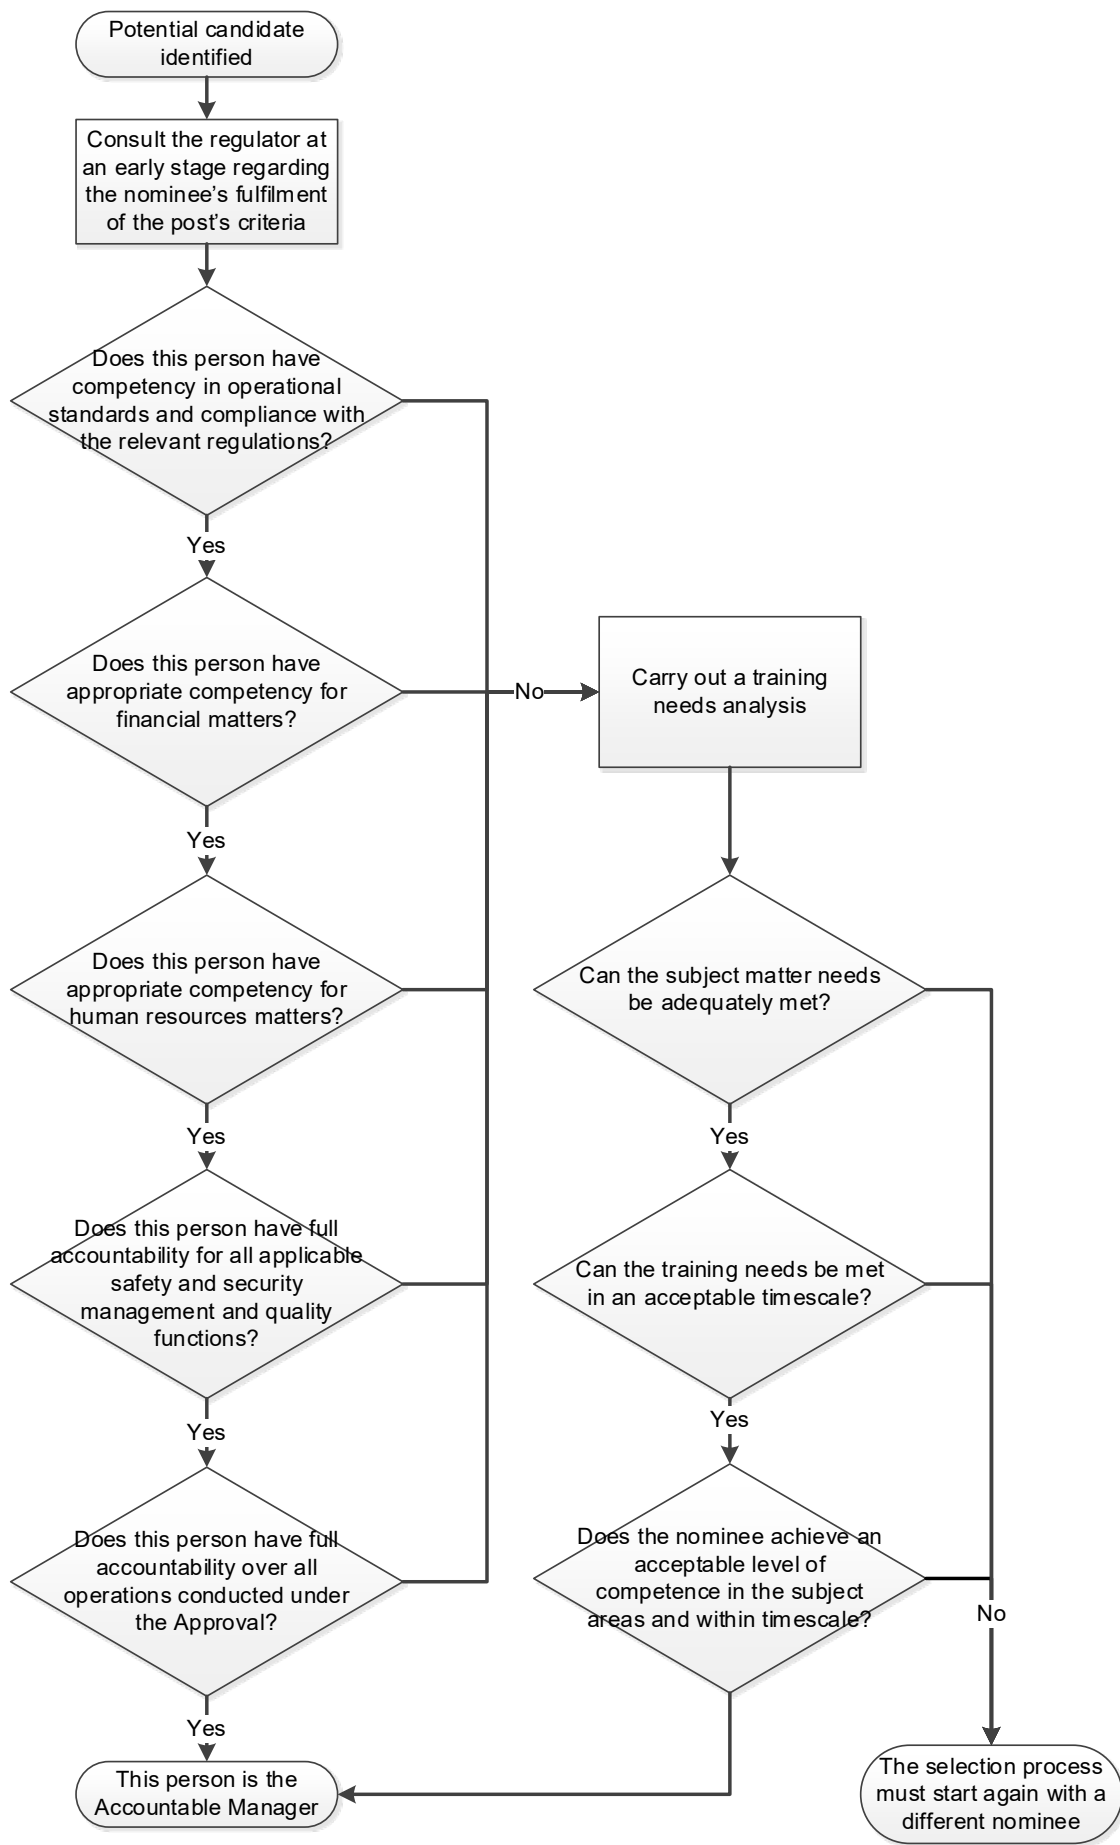 Potential candidate
identified
Consult the regulator at
an early stage regarding
the nominee’s fulfilment
of the post’s criteria
Does this person have
competency in operational
standards and compliance with
the relevant regulations?
Yes
Does this person have
appropriate competency for
financial matters?
No
Carry out a training
needs analysis
Yes
Does this person have
appropriate competency for
human resources matters?
Can the subject matter needs
be adequately met?
Yes
Yes
Does this person have full
accountability for all applicable
safety and security
management and quality
functions?
Can the training needs be met
in an acceptable timescale?
Yes
Yes
Does this person have full
accountability over all
operations conducted under
the Approval?
Does the nominee achieve an
acceptable level of
competence in the subject
areas and within timescale?
No
Yes
This person is the
Accountable Manager
The selection process
must start again with a
different nominee